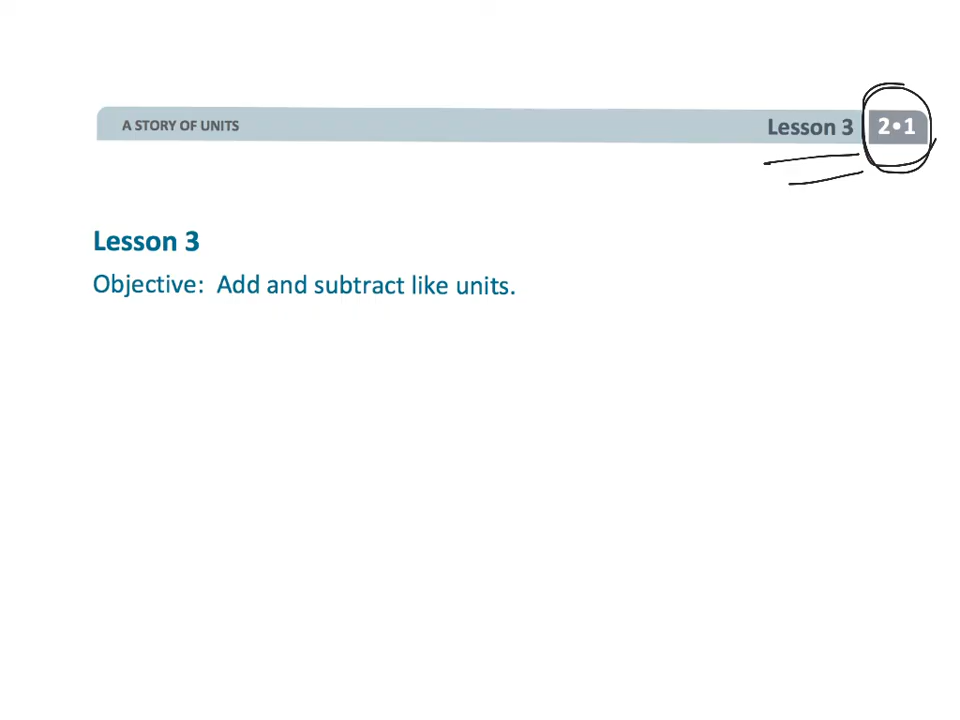 A STORY OF UNITS Lesson 3 2•1
Lesson 3
Objective: Add and subtract like units.